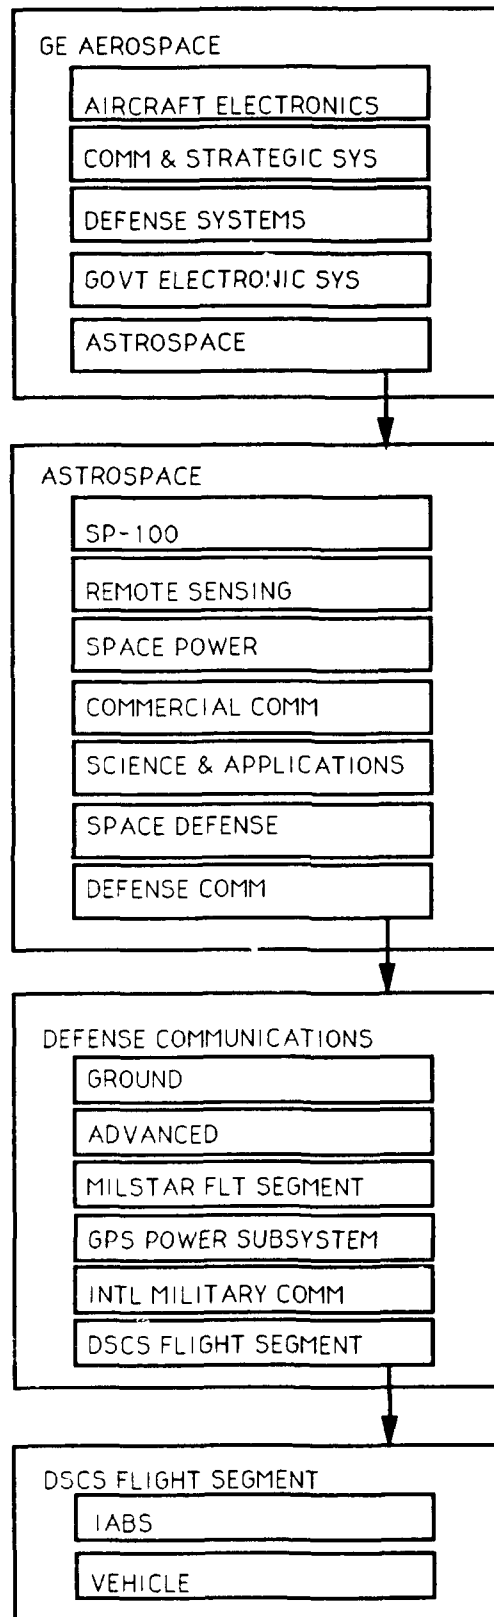 GE AEROSPACE
AIRCRAFT ELECTRONICS
COMM & STRATEGIC SYS
DEFENSE SYSTEMS
GOVT ELECTRONIC SYS
ASTROSPACE
ASTROSPACE
SP-100
REMOTE SENSING
SPACE POWER
COMMERCIAL COMM
SCIENCE & APPLICATIONS
SPACE DEFENSE
DEFENSE COMM
DEFENSE COMMUNICATIONS
GROUND
ADVANCED
MILSTAR FLT SEGMENT
GPS POWER SUBSYSTEM
INTL MILITARY COMM
DSCS FLIGHT SEGMENT
DSCS FLIGHT SEGMENT
IABS
VEHICLE